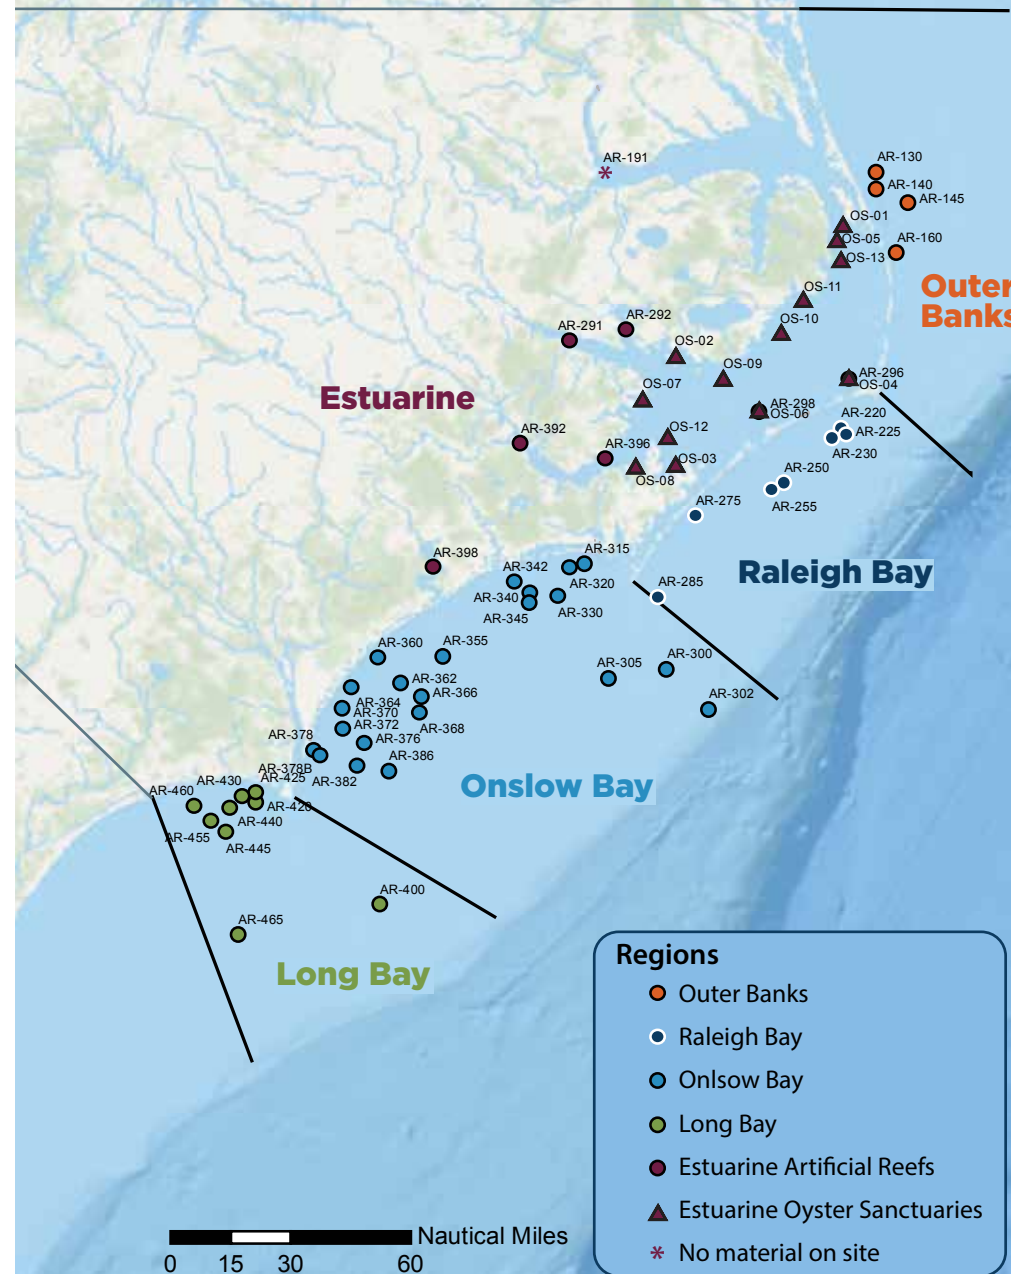 AR-191
AR-130
AR-140
AR-145
OS-01
OS-05
AR-160
OS-13
Outer
Banks
OS-11
AR-292
AR-291
OS-10
OS-02
OS-09
AR-296
OS-04
OS-07
Estuarine
AR-298
OS-06
AR-220
AR-225
AR-392
OS-12
AR-230
AR-396
OS-03
OS-08
AR-250
AR-255
AR-275
AR-398
AR-315
AR-342
Raleigh Bay
AR-320
AR-285
AR-340
AR-330
AR-345
AR-360
AR-355
AR-305
AR-300
AR-362
AR-366
AR-302
AR-364
AR-370
AR-368
AR-372
AR-378
AR-376
AR-386
AR-378B
AR-382
AR-425
AR-430
Onslow Bay
AR-460
AR-420
AR-440
AR-455
AR-445
AR-400
AR-465
Long Bay
Regions
Outer Banks
Raleigh Bay
Onlsow Bay
Long Bay
Estuarine Artificial Reefs
Estuarine Oyster Sanctuaries
* No material on site
Nautical Miles
0 15 30 60